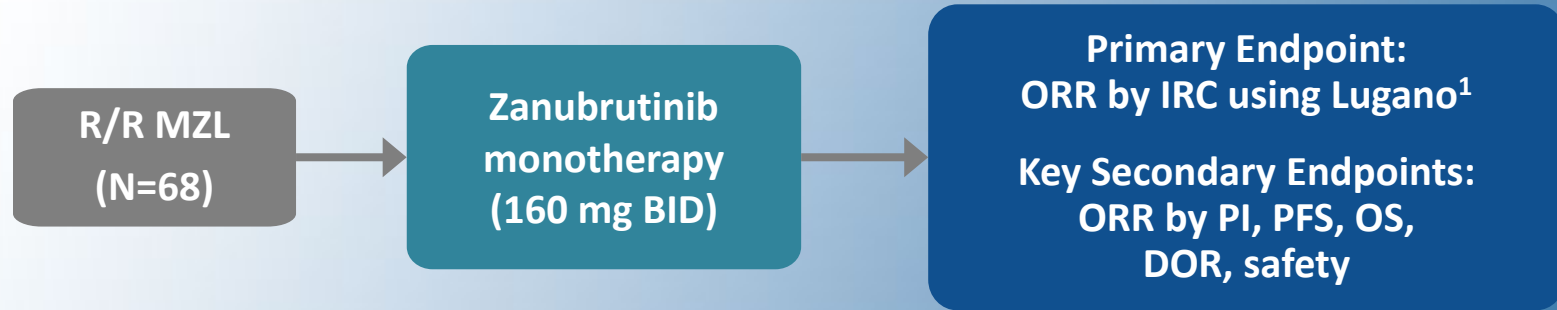 R/R MZL
(N=68)
Zanubrutinib
monotherapy
(160 mg BID)
Primary Endpoint:
ORR by IRC using Lugano¹
Key Secondary Endpoints:
ORR by PI, PFS, OS,
DOR, safety